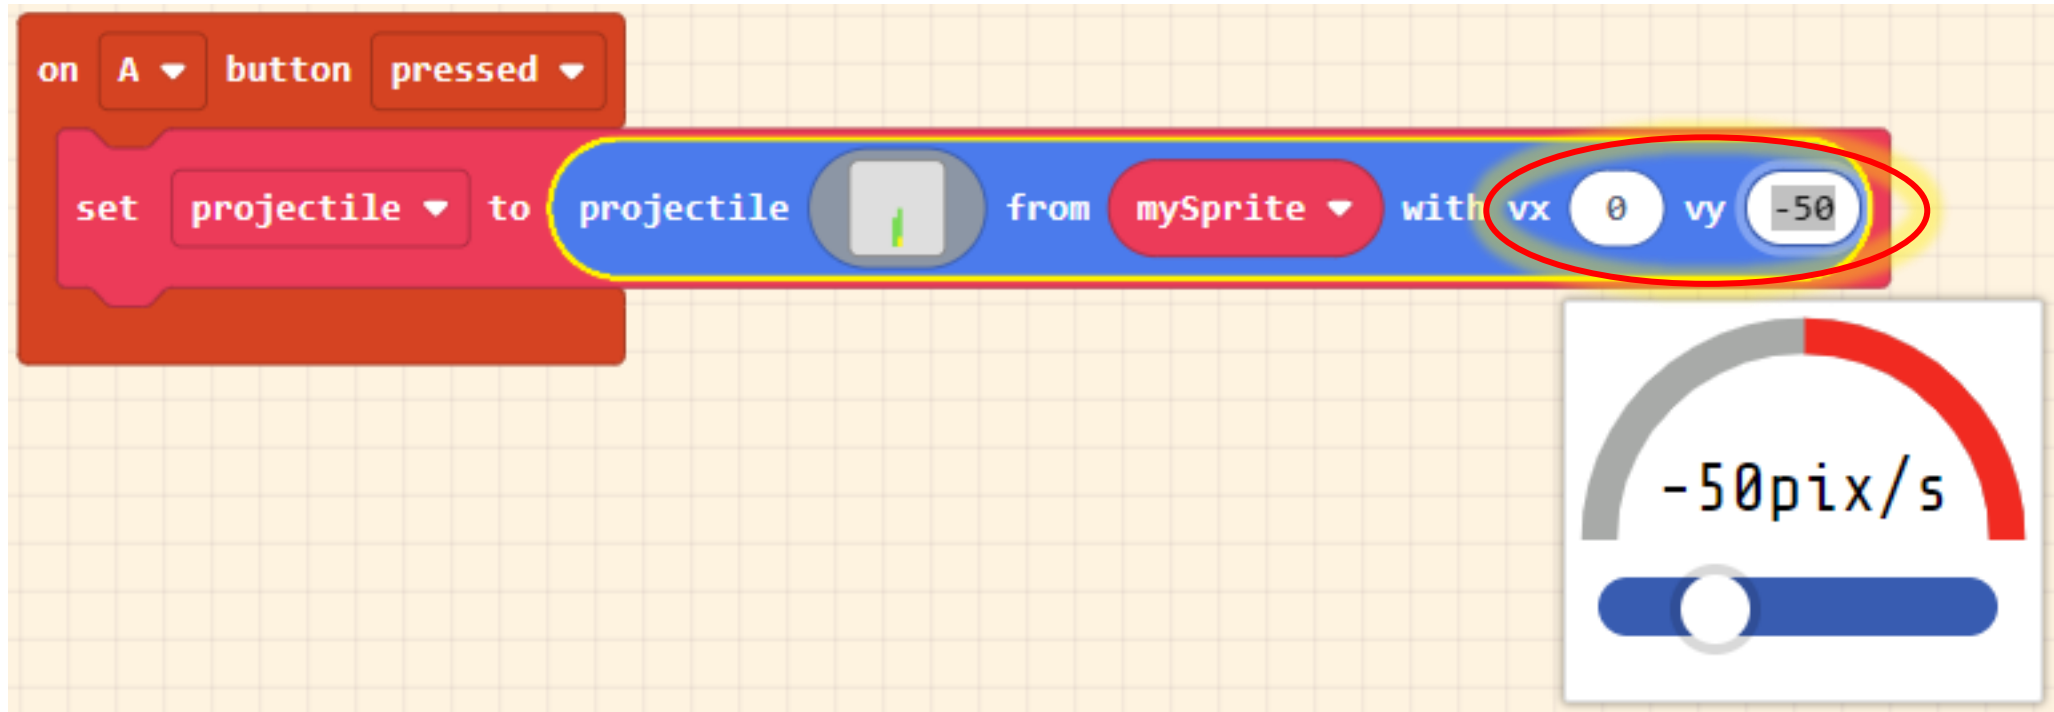 on A button pressed
set projectile to projectile from mySprite with vx 0 vy -50
-50pix/s